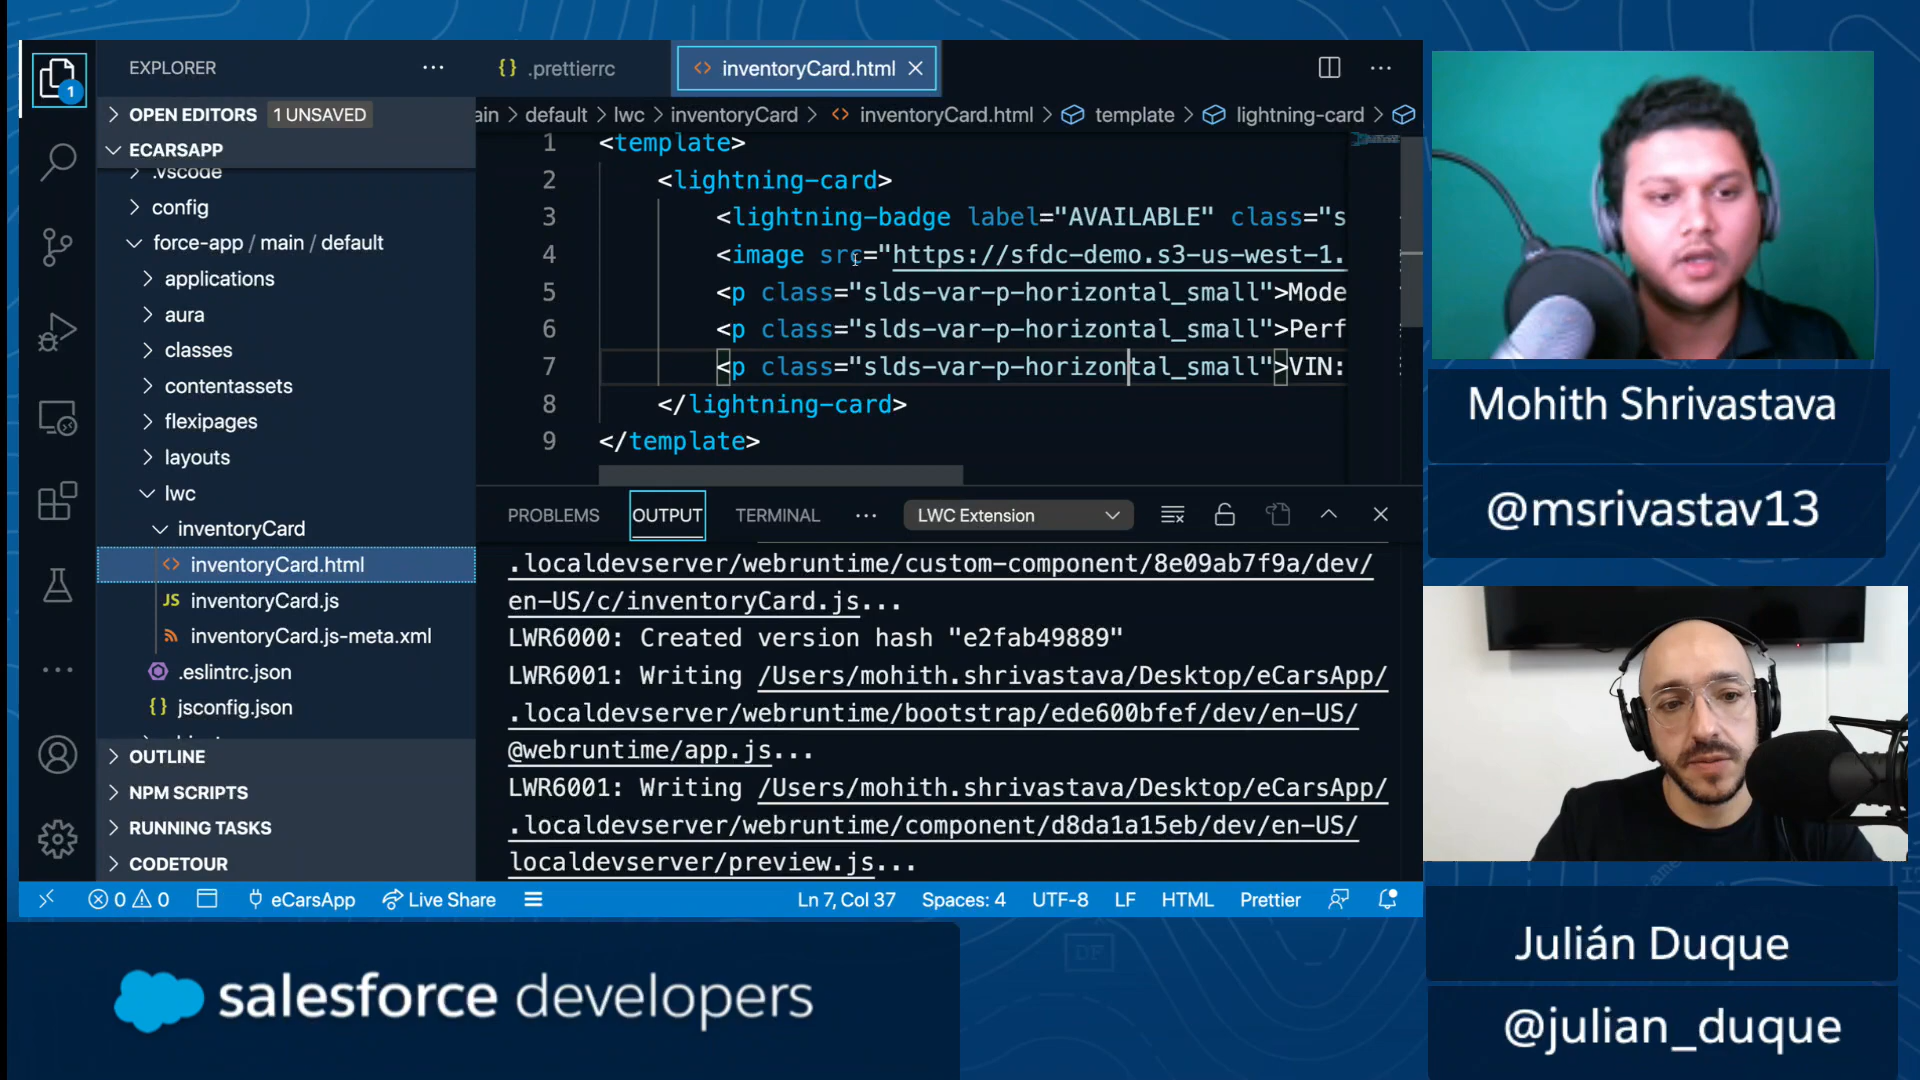 EXPLORER
OPEN EDITORS 1 UNSAVED
ECARSAPP
.vscode
config
force-app / main / default
applications
aura
classes
contentassets
flexipages
layouts
lwc
inventoryCard
inventoryCard.html
JS inventoryCard.js
inventoryCard.js-meta.xml
.eslintrc.json
{} jsconfig.json
OUTLINE
NPM SCRIPTS
RUNNING TASKS
CODETOUR
1
{} .prettierrc
<> inventoryCard.html
ain > default > lwc > inventoryCard > <> inventoryCard.html > template > lightning-card >
1 <template>
2 <lightning-card>
3 <lightning-badge label="AVAILABLE" class="s
4 <image src="https://sfdc-demo.s3-us-west-1.
5 <p class="slds-var-p-horizontal_small">Mode
6 <p class="slds-var-p-horizontal_small">Perf
7 <p class="slds-var-p-horizontal_small">VIN:
8 </lightning-card>
9 </template>
PROBLEMS OUTPUT TERMINAL ... LWC Extension
.localdevserver/webruntime/custom-component/8e09ab7f9a/dev/
en-US/c/inventoryCard.js...
LWR6000: Created version hash "e2fab49889"
LWR6001: Writing /Users/mohith.shrivastava/Desktop/eCarsApp/
.localdevserver/webruntime/bootstrap/ede600bfef/dev/en-US/
@webruntime/app.js...
LWR6001: Writing /Users/mohith.shrivastava/Desktop/eCarsApp/
.localdevserver/webruntime/component/d8da1a15eb/dev/en-US/
localdevserver/preview.js...
0 0 eCarsApp Live Share Ln 7, Col 37 Spaces: 4 UTF-8 LF HTML Prettier
Mohith Shrivastava
@msrivastav13
Julián Duque
@julian_duque
salesforce developers
DF